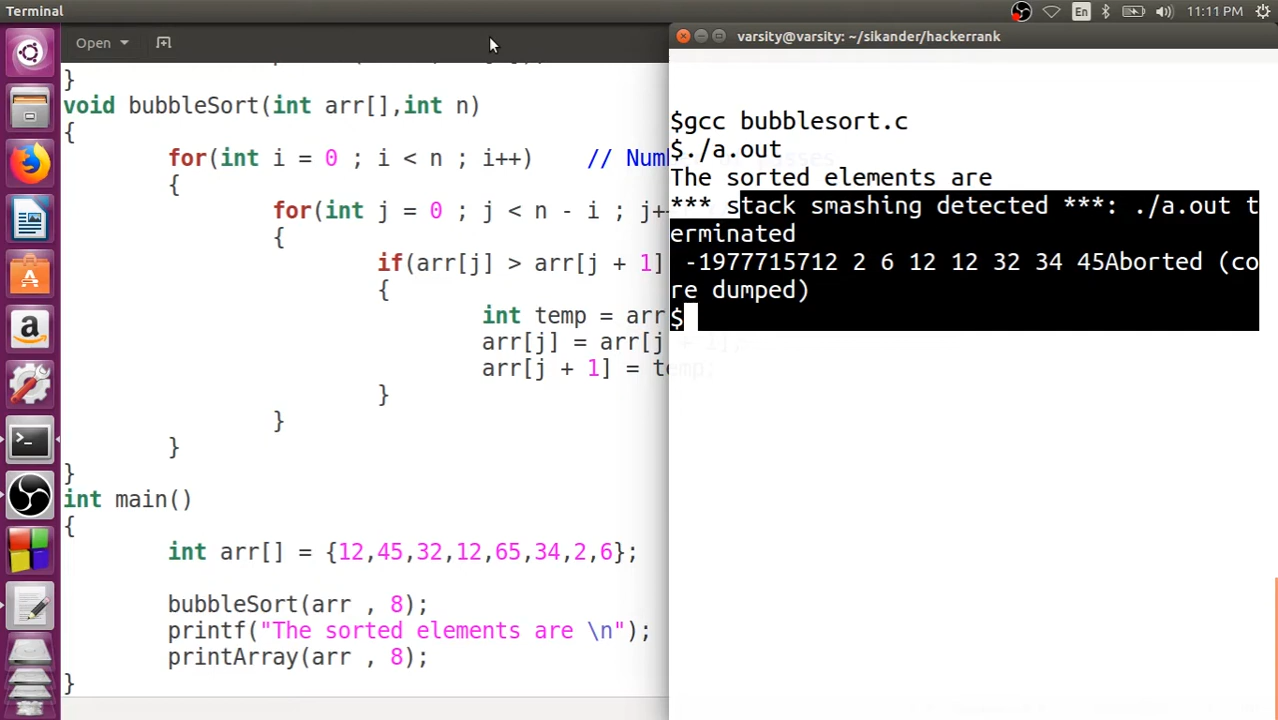 Terminal
En
11:11 PM
Open
varsity@varsity: ~/sikander/hackerrank
}
void bubbleSort(int arr[],int n)
{
for(int i = 0 ; i < n ; i++) // Num
{
for(int j = 0 ; j < n - i ; j+
{
if(arr[j] > arr[j + 1]
{
int temp = arr
arr[j] = arr[j + 1];
arr[j + 1] = temp;
}
}
}
}
int main()
{
int arr[] = {12,45,32,12,65,34,2,6};
bubbleSort(arr , 8);
printf("The sorted elements are \n");
printArray(arr , 8);
}
$gcc bubblesort.c
$./a.out
The sorted elements are
*** stack smashing detected ***: ./a.out t
erminated
-1977715712 2 6 12 12 32 34 45Aborted (co
re dumped)
$